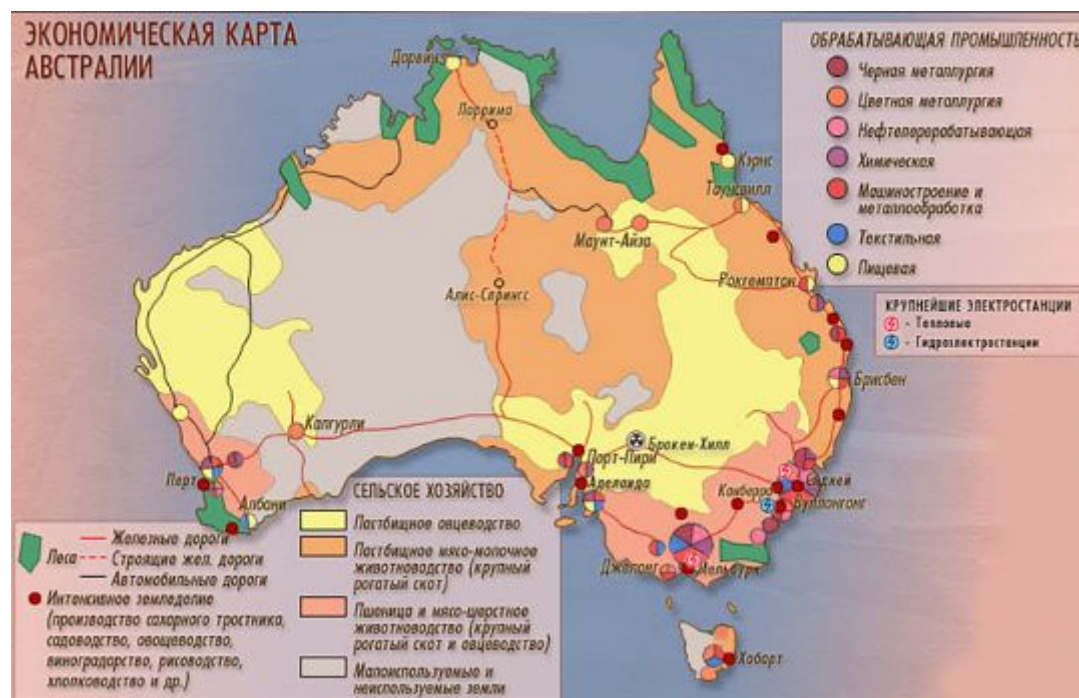 ЭКОНОМИЧЕСКАЯ КАРТА
АВСТРАЛИИ
ОБРАБАТЫВАЮЩАЯ ПРОМЫШЛЕННОСТЬ
Черная металлургия
Цветная металлургия
Нефтеперерабатывающая
Химическая
Машиностроение и
металлообработка
Текстильная
Пищевая
КРУПНЕЙШИЕ ЭЛЕКТРОСТАНЦИИ
- Тепловые
- Гидроэлектростанции
Дарвин
Ларрима
Кэрнс
Таунсвилл
Маунт-Айза
Рокгемптон
Алис-Спрингс
Брисбен
Калгурли
Брокен-Хилл
Порт-Пири
Сидней
Перт
Аделаида
Канберра
Вуллонгонг
Албани
Джелонг
Мельбурн
Хобарт
Леса
Железные дороги
Строящие жел. дороги
Автомобильные дороги
Интенсивное земледелие
(производство сахарного тростника,
садоводство, овощеводство,
виноградарство, рисоводство,
хлопководство и др.)
СЕЛЬСКОЕ ХОЗЯЙСТВО
Пастбищное овцеводство
Пастбищное мясо-молочное
животноводство (крупный
рогатый скот)
Пшеница и мясо-шерстное
животноводство (крупный
рогатый скот и овцеводство)
Малоиспользуемые и
неиспользуемые земли